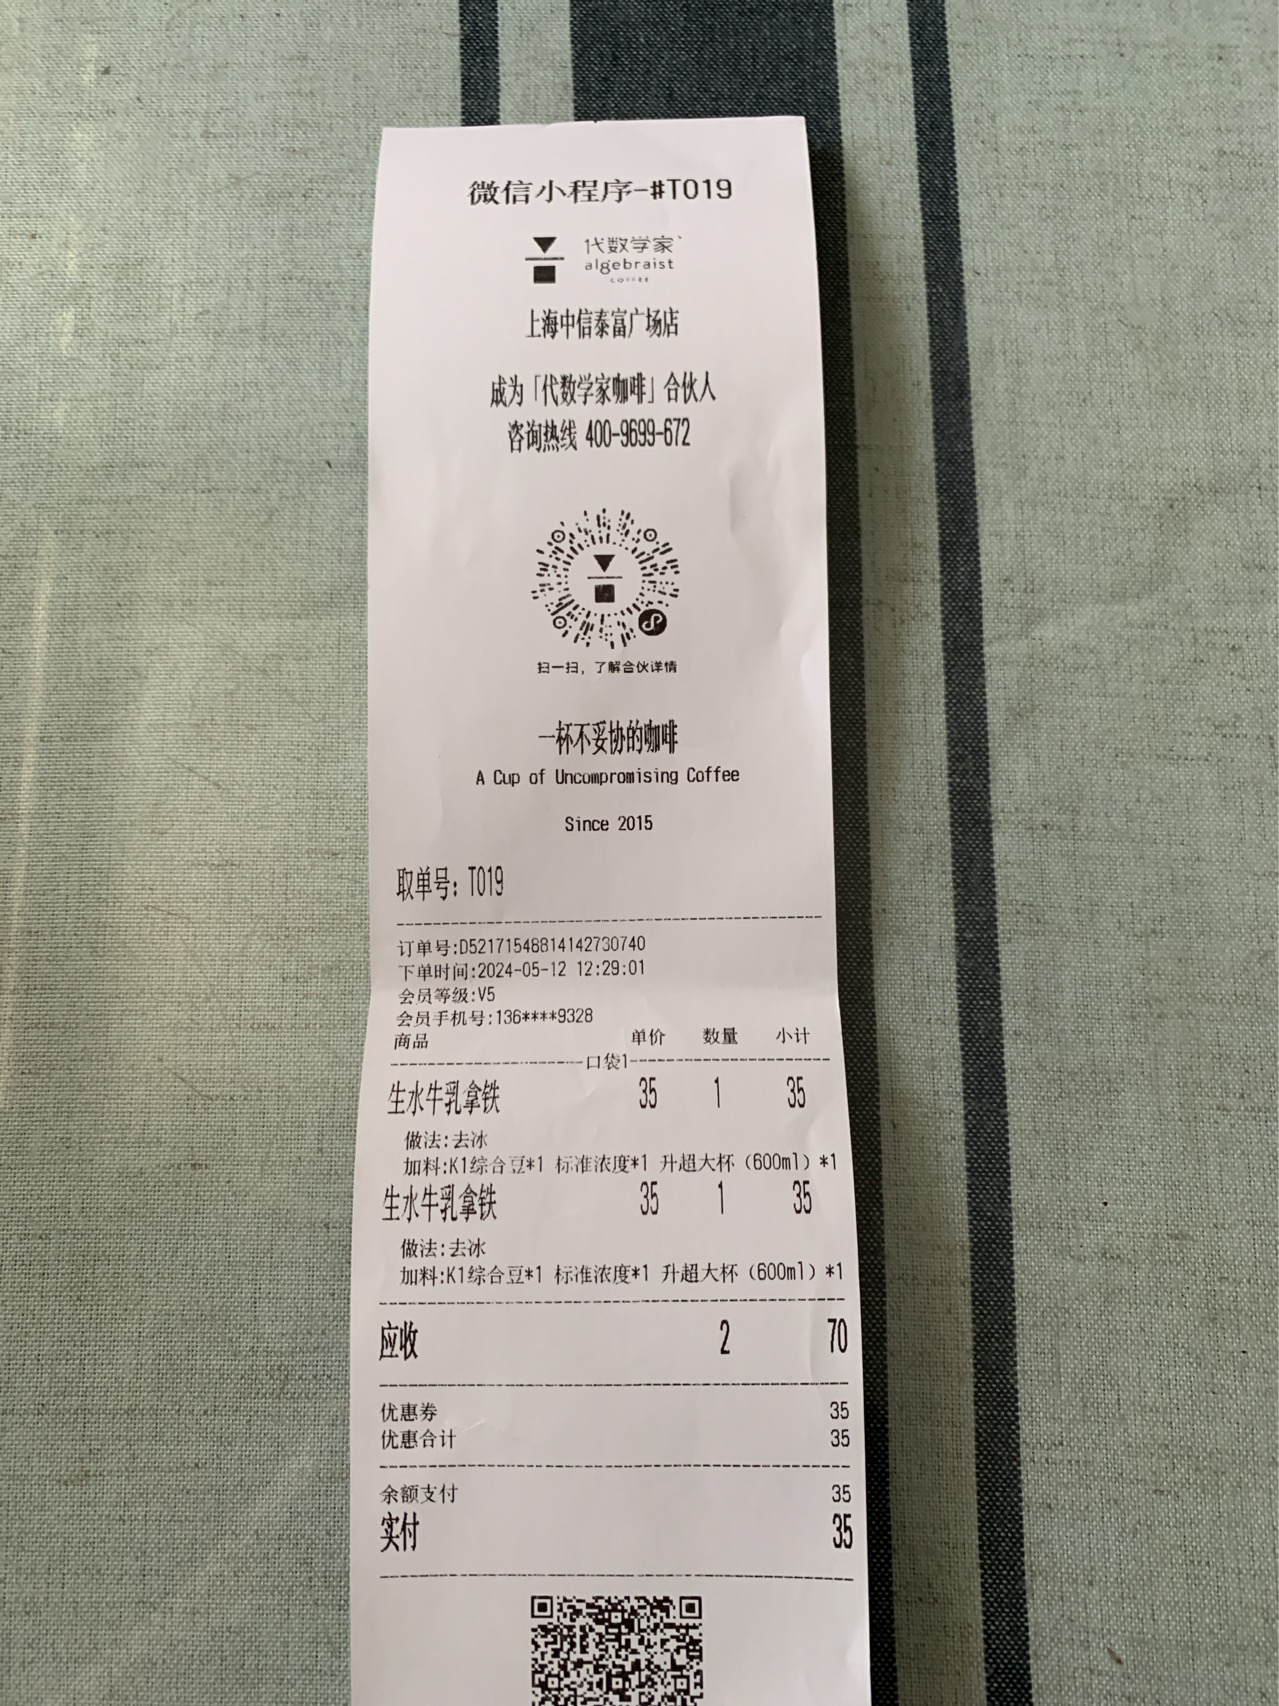 微信小程序-#T019
代数学家
algebraist
COFFEE
上海中信泰富广场店
成为「代数学家咖啡」合伙人
咨询热线 400-9699-672
扫一扫，了解合伙详情
一杯不妥协的咖啡
A Cup of Uncompromising Coffee
Since 2015
取单号: T019
订单号:D52171548814142730740
下单时间:2024-05-12 12:29:01
会员等级:V5
会员手机号:136****9328
商品 单价 数量 小计
口袋1
生水牛乳拿铁 35 1 35
做法:去冰
加料:K1综合豆*1 标准浓度*1 升超大杯（600ml）*1
生水牛乳拿铁 35 1 35
做法:去冰
加料:K1综合豆*1 标准浓度*1 升超大杯（600ml）*1
应收 2 70
优惠券 35
优惠合计 35
余额支付 35
实付 35